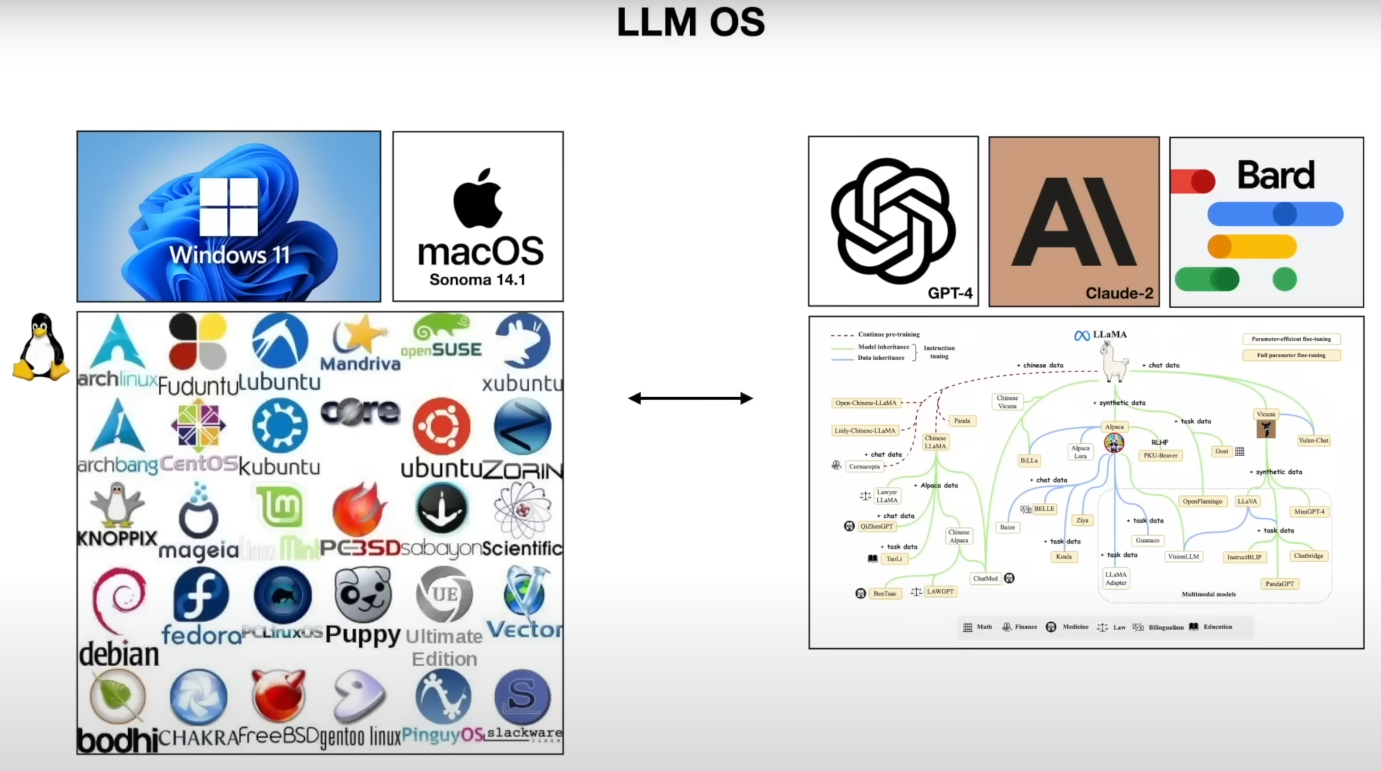 LLM OS
Windows 11
macOS
Sonoma 14.1
archlinux
Fuduntu
Lubuntu
Mandriva
openSUSE
xubuntu
archbang
CentOS
kubuntu
core
ubuntu
ZORIN
KNOPPIX
mageia
Linux Mint
PCBSD
sabayon
Scientific
debian
fedora
PCLinuxOS
Puppy
UE
Ultimate
Edition
Vector
bodhi
CHAKRA
FreeBSD
gentoo linux
PinguyOS
S
slackware
linux
GPT-4
A\
Claude-2
Bard
Continue pre-training
Model inheritance
Data inheritance
Instruction
tuning
LLaMA
Parameter-efficient fine-tuning
Full parameter fine-tuning
+ chinese data
+ chat data
+ synthetic data
Open-Chinese-LLaMA
Linly-Chinese-LLaMA
Panda
Chinese
LLaMA
Chinese
Vicuna
Alpaca
+ task data
Vicuna
Yulan-Chat
+ chat data
Cornucopia
BiLLa
Alpaca
Lora
RLHF
PKU-Beaver
Goat
+ synthetic data
Lawyer
LLaMA
+ Alpaca data
+ chat data
QiZhenGPT
+ chat data
BELLE
Baize
Ziya
OpenFlamingo
LLaVA
MiniGPT-4
+ task data
TaoLi
Chinese
Alpaca
+ task data
Koala
+ task data
Guanaco
+ task data
VisionLLM
InstructBLIP
Chatbridge
+ task data
BenTsao
LAWGPT
ChatMed
LLaMA
Adapter
PandaGPT
Multimodal models
Math
Finance
Medicine
Law
Bilingualism
Education